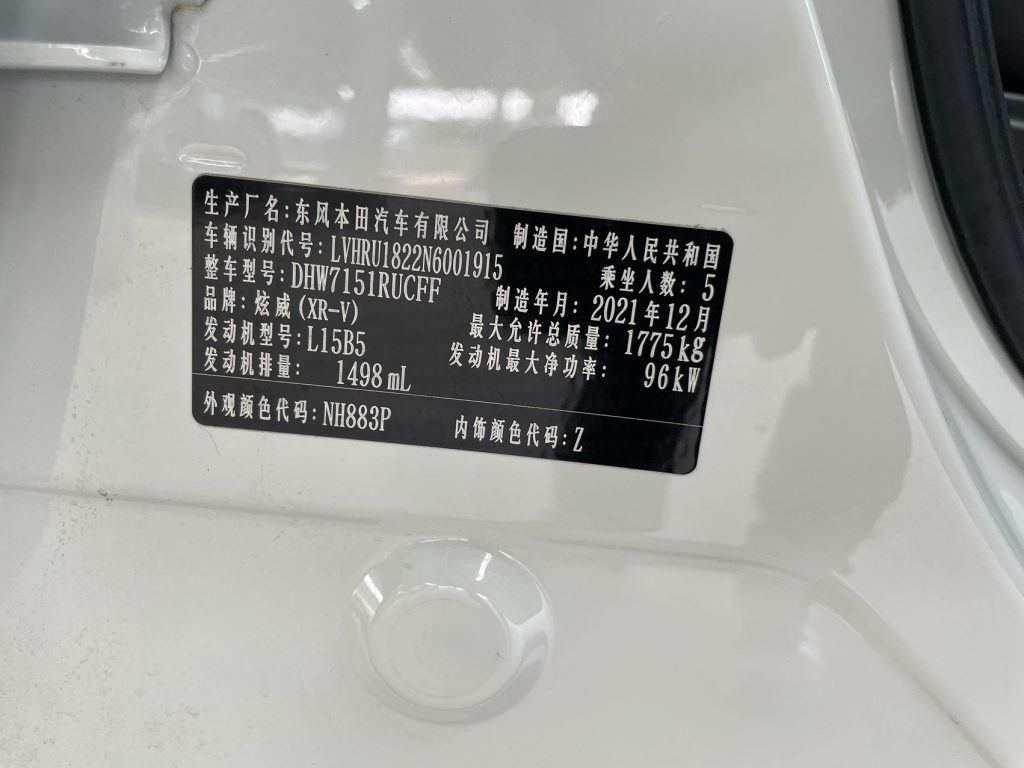 生产厂名:东风本田汽车有限公司 制造国:中华人民共和国
车辆识别代号:LVHRU1822N6001915 乘坐人数: 5
整车型号:DHW7151RUCFF 制造年月: 2021年12月
品牌: 炫威(XR-V) 最大允许总质量: 1775kg
发动机型号:L15B5 发动机最大净功率: 96kW
发动机排量: 1498mL
外观颜色代码:NH883P 内饰颜色代码:Z